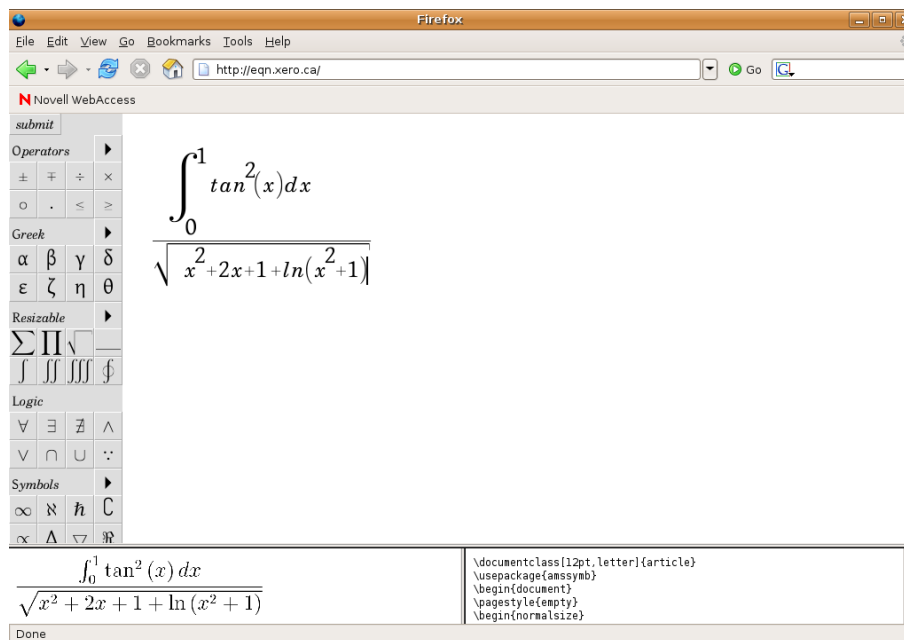 Firefox
File Edit View Go Bookmarks Tools Help
http://eqn.xero.ca/ Go G
N Novell WebAccess
submit
Operators
± ∓ ÷ ×
○ . ≤ ≥
Greek
α β γ δ
ε ζ η θ
Resizable
∑ ∏ √
∫ ∬ ∭ ∮
Logic
∀ ∃ ∄ ∧
∨ ∩ ∪ ∵
Symbols
∞ ℵ ℏ ∁
∝ ∆ ▽ ℜ
∫₀¹ tan²(x)dx
√x²+2x+1+ln(x²+1)
∫₀¹ tan² (x) dx
√x² + 2x + 1 + ln (x² + 1)
\documentclass[12pt,letter]{article}
\usepackage{amssymb}
\begin{document}
\pagestyle{empty}
\begin{normalsize}
Done